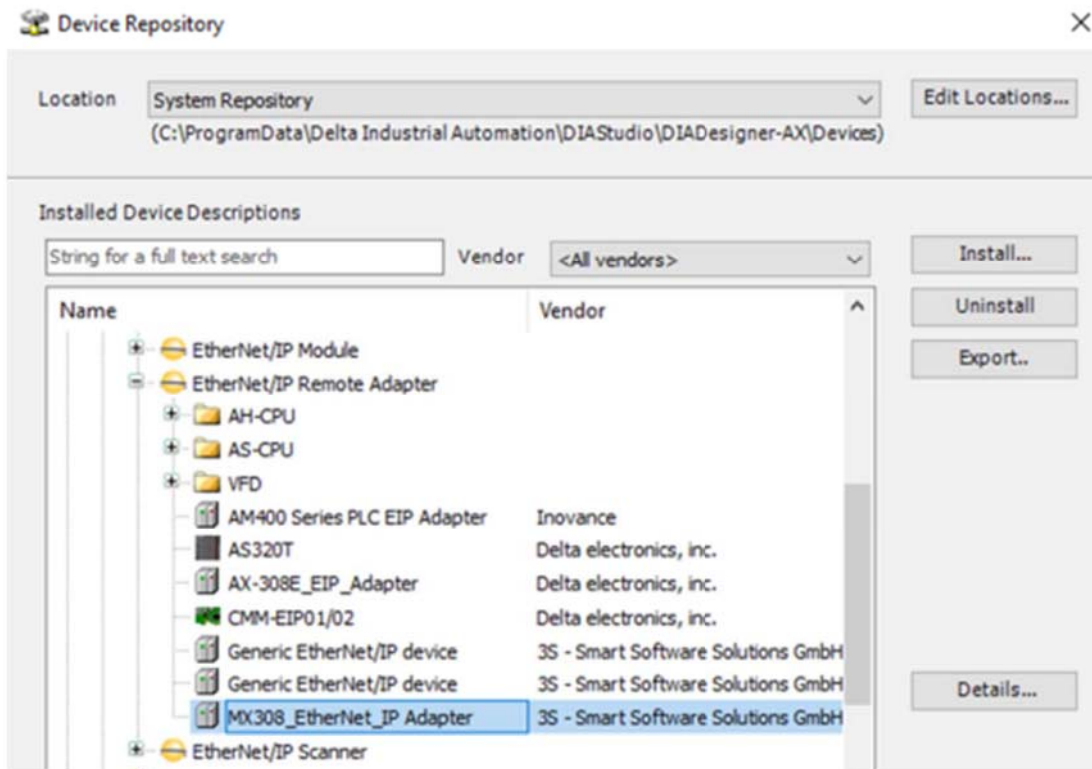 Device Repository
Location System Repository Edit Locations...
(C:\ProgramData\Delta Industrial Automation\DIAStudio\DIADesigner-AX\Devices)
Installed Device Descriptions
String for a full text search Vendor <All vendors> Install...
Name Vendor Uninstall
EtherNet/IP Module Export..
EtherNet/IP Remote Adapter
AH-CPU
AS-CPU
VFD
AM400 Series PLC EIP Adapter Inovance
AS320T Delta electronics, inc.
AX-308E_EIP_Adapter Delta electronics, inc.
CMM-EIP01/02 Delta electronics, inc.
Generic EtherNet/IP device 3S - Smart Software Solutions GmbH
Generic EtherNet/IP device 3S - Smart Software Solutions GmbH Details...
MX308_EtherNet_IP Adapter 3S - Smart Software Solutions GmbH
EtherNet/IP Scanner